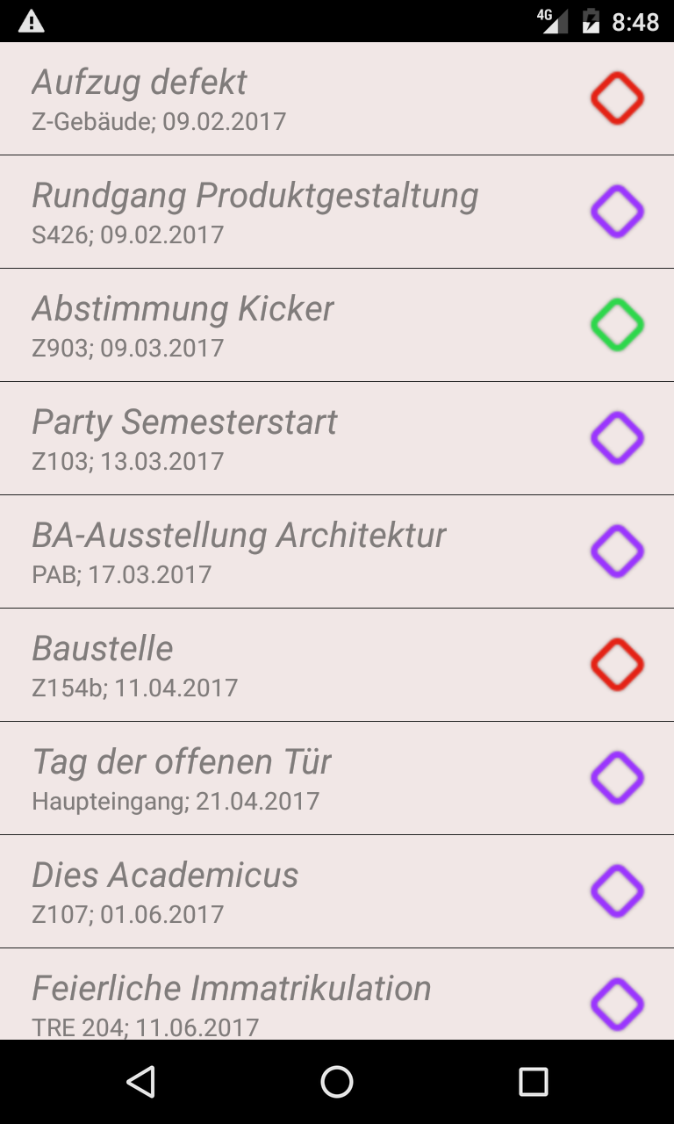 4G 8:48
Aufzug defekt
Z-Gebäude; 09.02.2017
Rundgang Produktgestaltung
S426; 09.02.2017
Abstimmung Kicker
Z903; 09.03.2017
Party Semesterstart
Z103; 13.03.2017
BA-Ausstellung Architektur
PAB; 17.03.2017
Baustelle
Z154b; 11.04.2017
Tag der offenen Tür
Haupteingang; 21.04.2017
Dies Academicus
Z107; 01.06.2017
Feierliche Immatrikulation
TRE 204; 11.06.2017